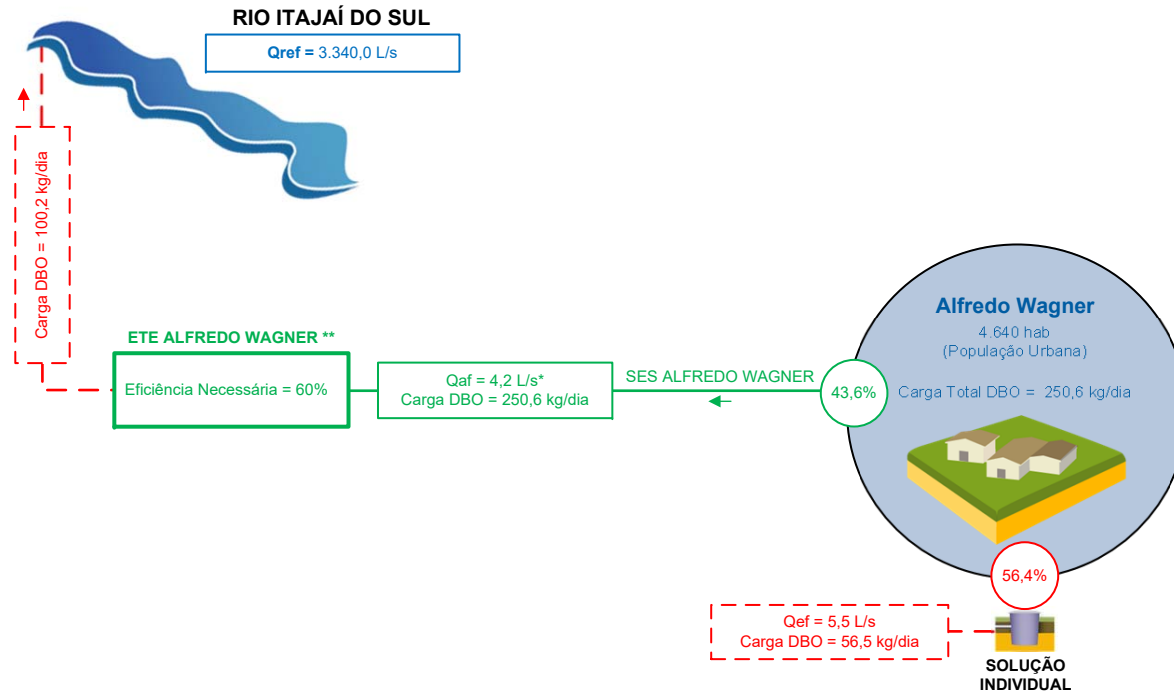 RIO ITAJAÍ DO SUL
Qref = 3.340,0 L/s
Carga DBO = 100,2 kg/dia
ETE ALFREDO WAGNER **
Eficiência Necessária = 60%
Qaf = 4,2 L/s*
Carga DBO = 250,6 kg/dia
SES ALFREDO WAGNER
43,6%
Alfredo Wagner
4.640 hab
(População Urbana)
Carga Total DBO = 250,6 kg/dia
56,4%
Qef = 5,5 L/s
Carga DBO = 56,5 kg/dia
SOLUÇÃO
INDIVIDUAL